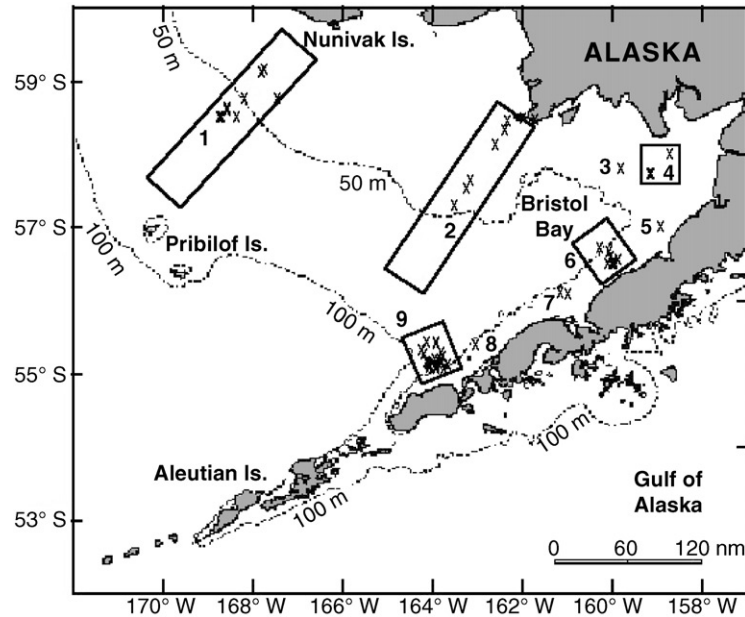 Nunivak Is.
ALASKA
50 m
59° S
1
3
4
50 m
2
Bristol
Bay
5
57° S
Pribilof Is.
100 m
6
7
100 m
9
8
55° S
100 m
Aleutian Is.
Gulf of
Alaska
100 m
53° S
0 60 120 nm
170° W 168° W 166° W 164° W 162° W 160° W 158° W